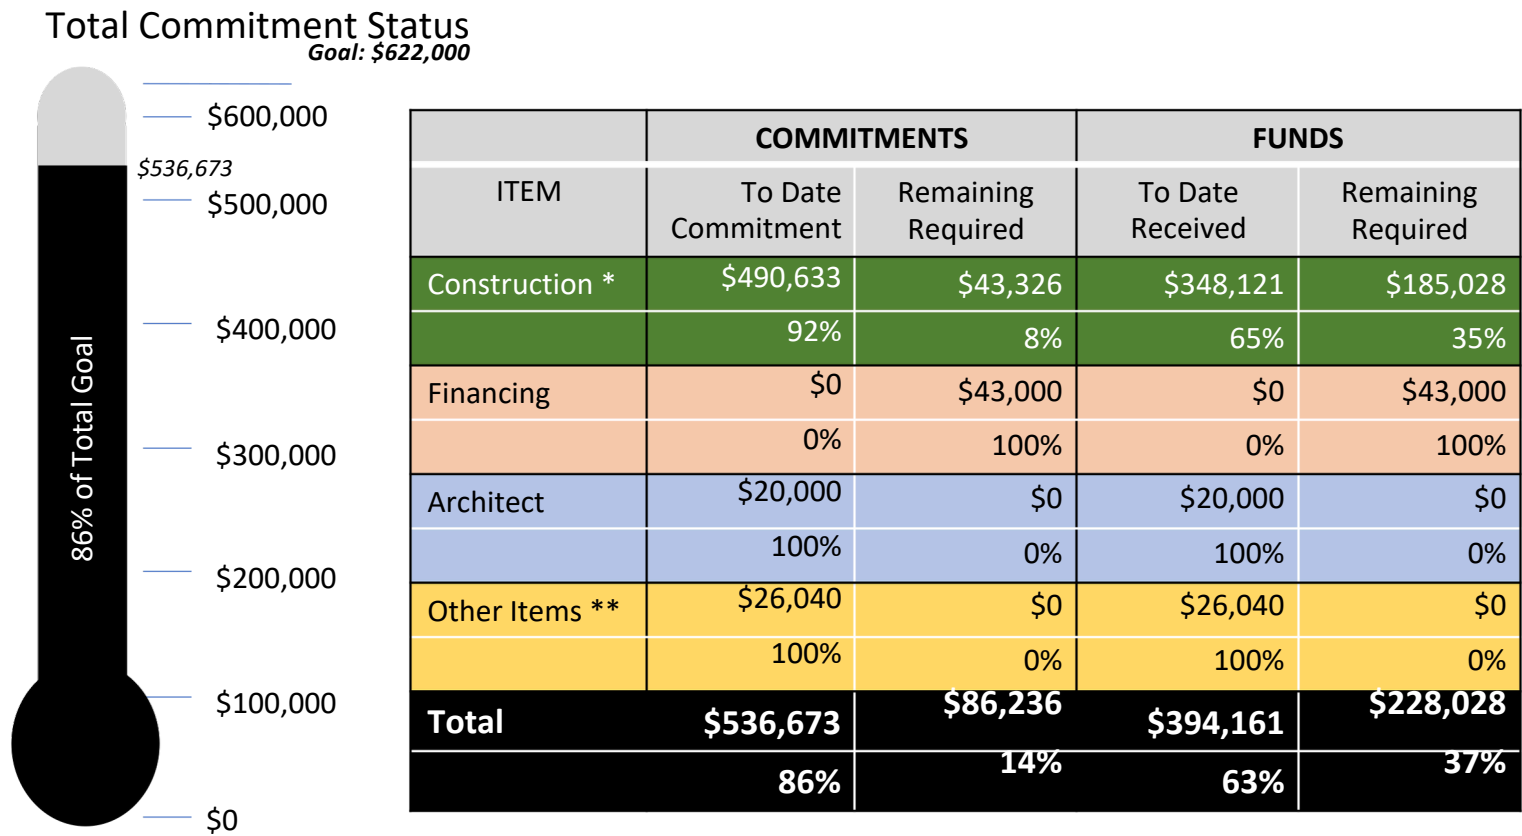 Total Commitment Status
Goal: $622,000
$600,000
$536,673
$500,000
$400,000
$300,000
$200,000
$100,000
$0
86% of Total Goal
COMMITMENTS FUNDS
ITEM To Date Commitment Remaining Required To Date Received Remaining Required
Construction * $490,633 $43,326 $348,121 $185,028
92% 8% 65% 35%
Financing $0 $43,000 $0 $43,000
0% 100% 0% 100%
Architect $20,000 $0 $20,000 $0
100% 0% 100% 0%
Other Items ** $26,040 $0 $26,040 $0
100% 0% 100% 0%
Total $536,673 $86,236 $394,161 $228,028
86% 14% 63% 37%